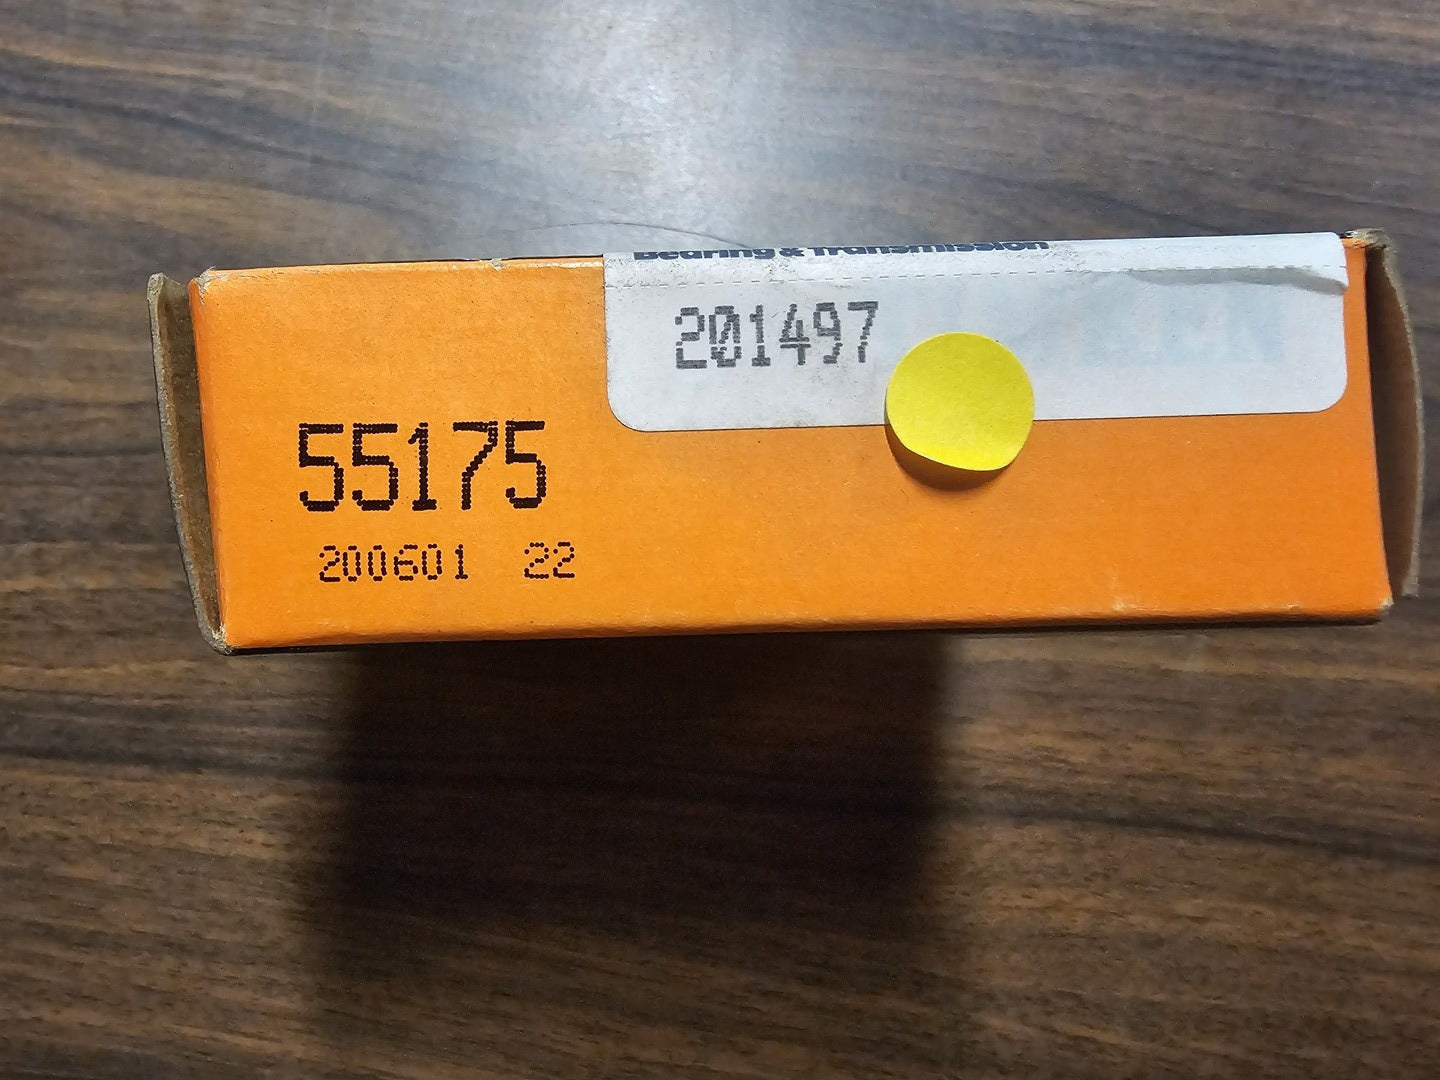 Bearing & Transmission
201497
55175
200601 22